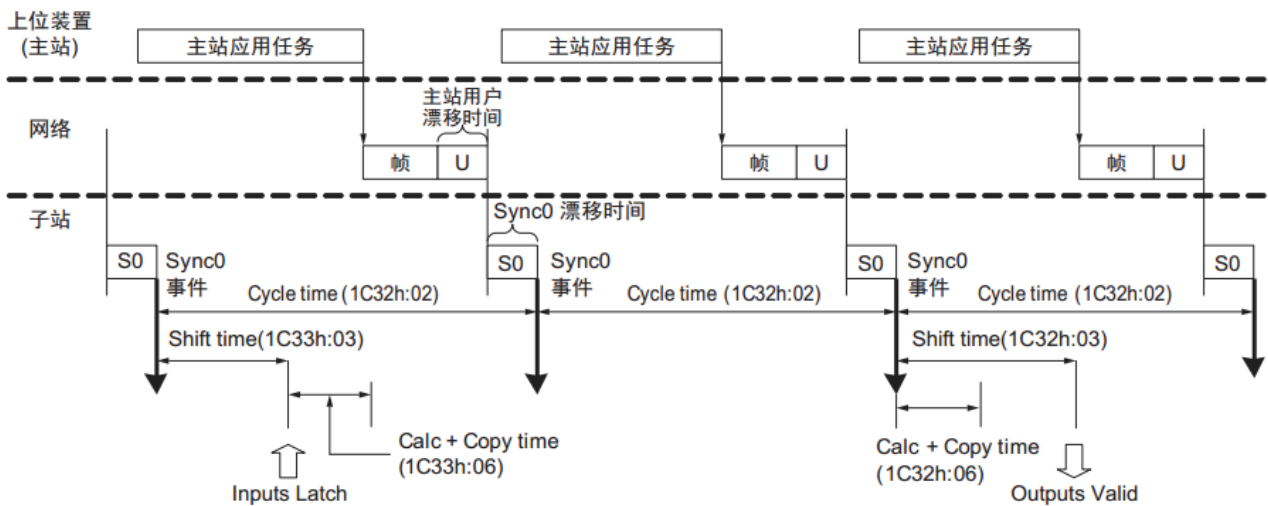 上位装置
(主站)
主站应用任务
主站应用任务
主站应用任务
网络
主站用户
漂移时间
帧
U
帧
U
帧
U
子站
Sync0 漂移时间
S0
Sync0
事件
S0
Sync0
事件
S0
Sync0
事件
S0
Cycle time (1C32h:02)
Cycle time (1C32h:02)
Cycle time (1C32h:02)
Shift time(1C33h:03)
Shift time(1C32h:03)
Calc + Copy time
(1C33h:06)
Calc + Copy time
(1C32h:06)
Inputs Latch
Outputs Valid